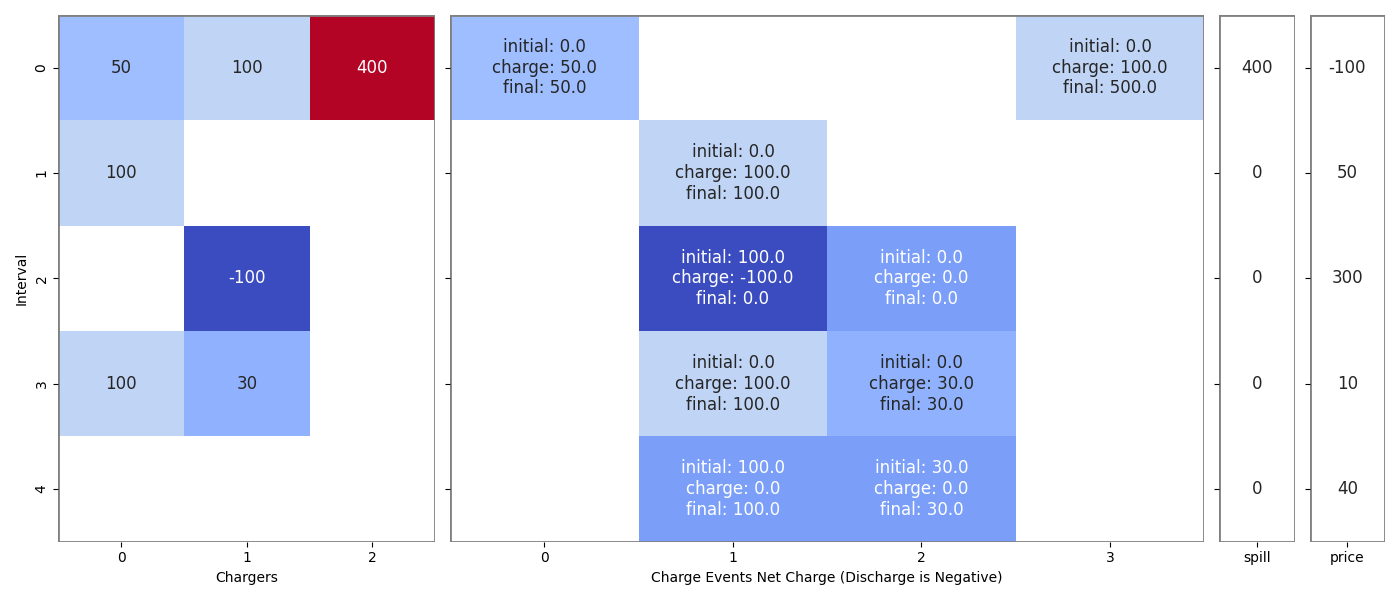 0
50
100
400
initial: 0.0
charge: 50.0
final: 50.0
initial: 0.0
charge: 100.0
final: 500.0
400
-100
1
100
initial: 0.0
charge: 100.0
final: 100.0
0
50
Interval
2
-100
initial: 100.0
charge: -100.0
final: 0.0
initial: 0.0
charge: 0.0
final: 0.0
0
300
3
100
30
initial: 0.0
charge: 100.0
final: 100.0
initial: 0.0
charge: 30.0
final: 30.0
0
10
4
initial: 100.0
charge: 0.0
final: 100.0
initial: 30.0
charge: 0.0
final: 30.0
0
40
0
1
2
Chargers
0
1
2
3
Charge Events Net Charge (Discharge is Negative)
spill
price